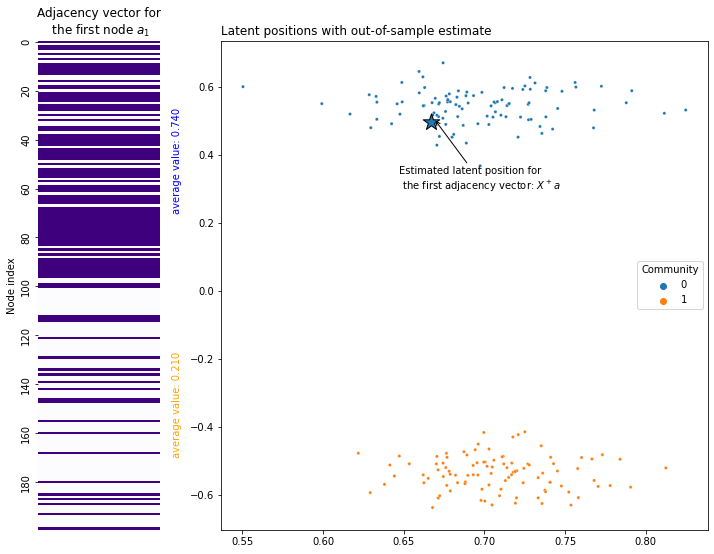 Adjacency vector for
the first node a₁
Latent positions with out-of-sample estimate
Node index
0
20
40
60
80
100
120
140
160
180
average value: 0.740
average value: 0.210
0.6
0.4
0.2
0.0
−0.2
−0.4
−0.6
Estimated latent position for
the first adjacency vector: X⁺a
Community
0
1
0.55
0.60
0.65
0.70
0.75
0.80